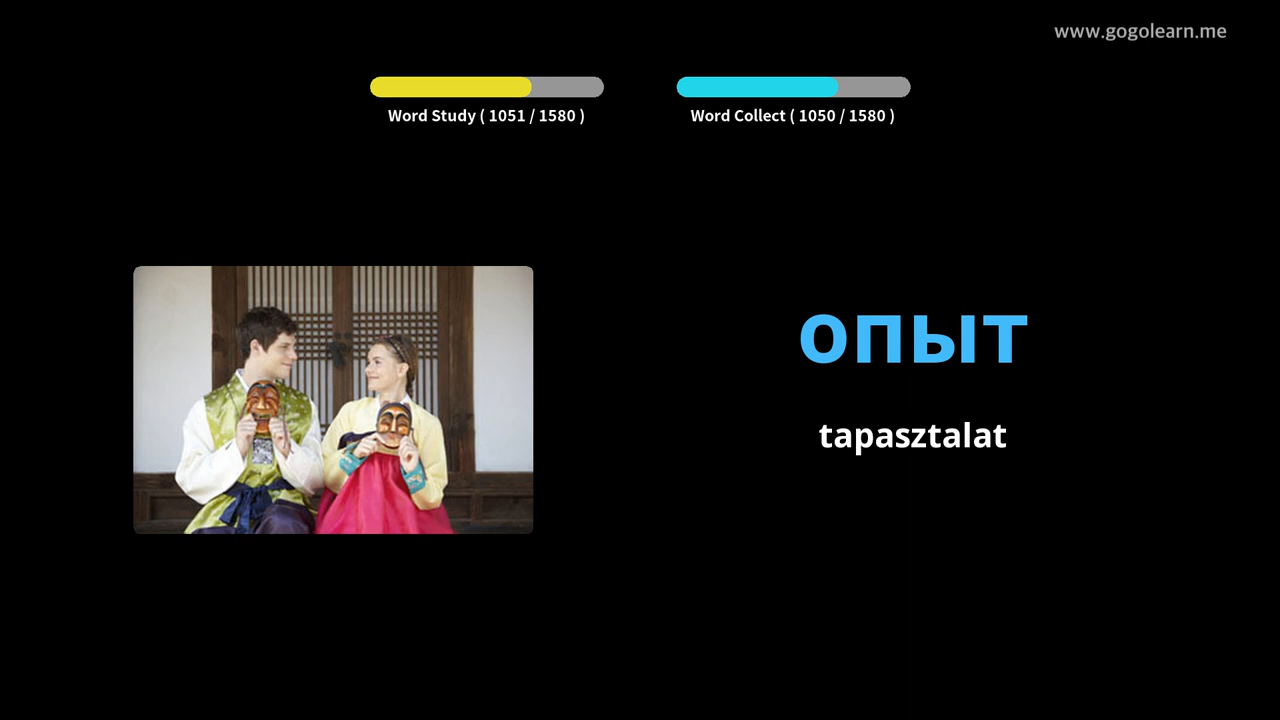 www.gogolearn.me
Word Study ( 1051 / 1580 )
Word Collect ( 1050 / 1580 )
опыт
tapasztalat